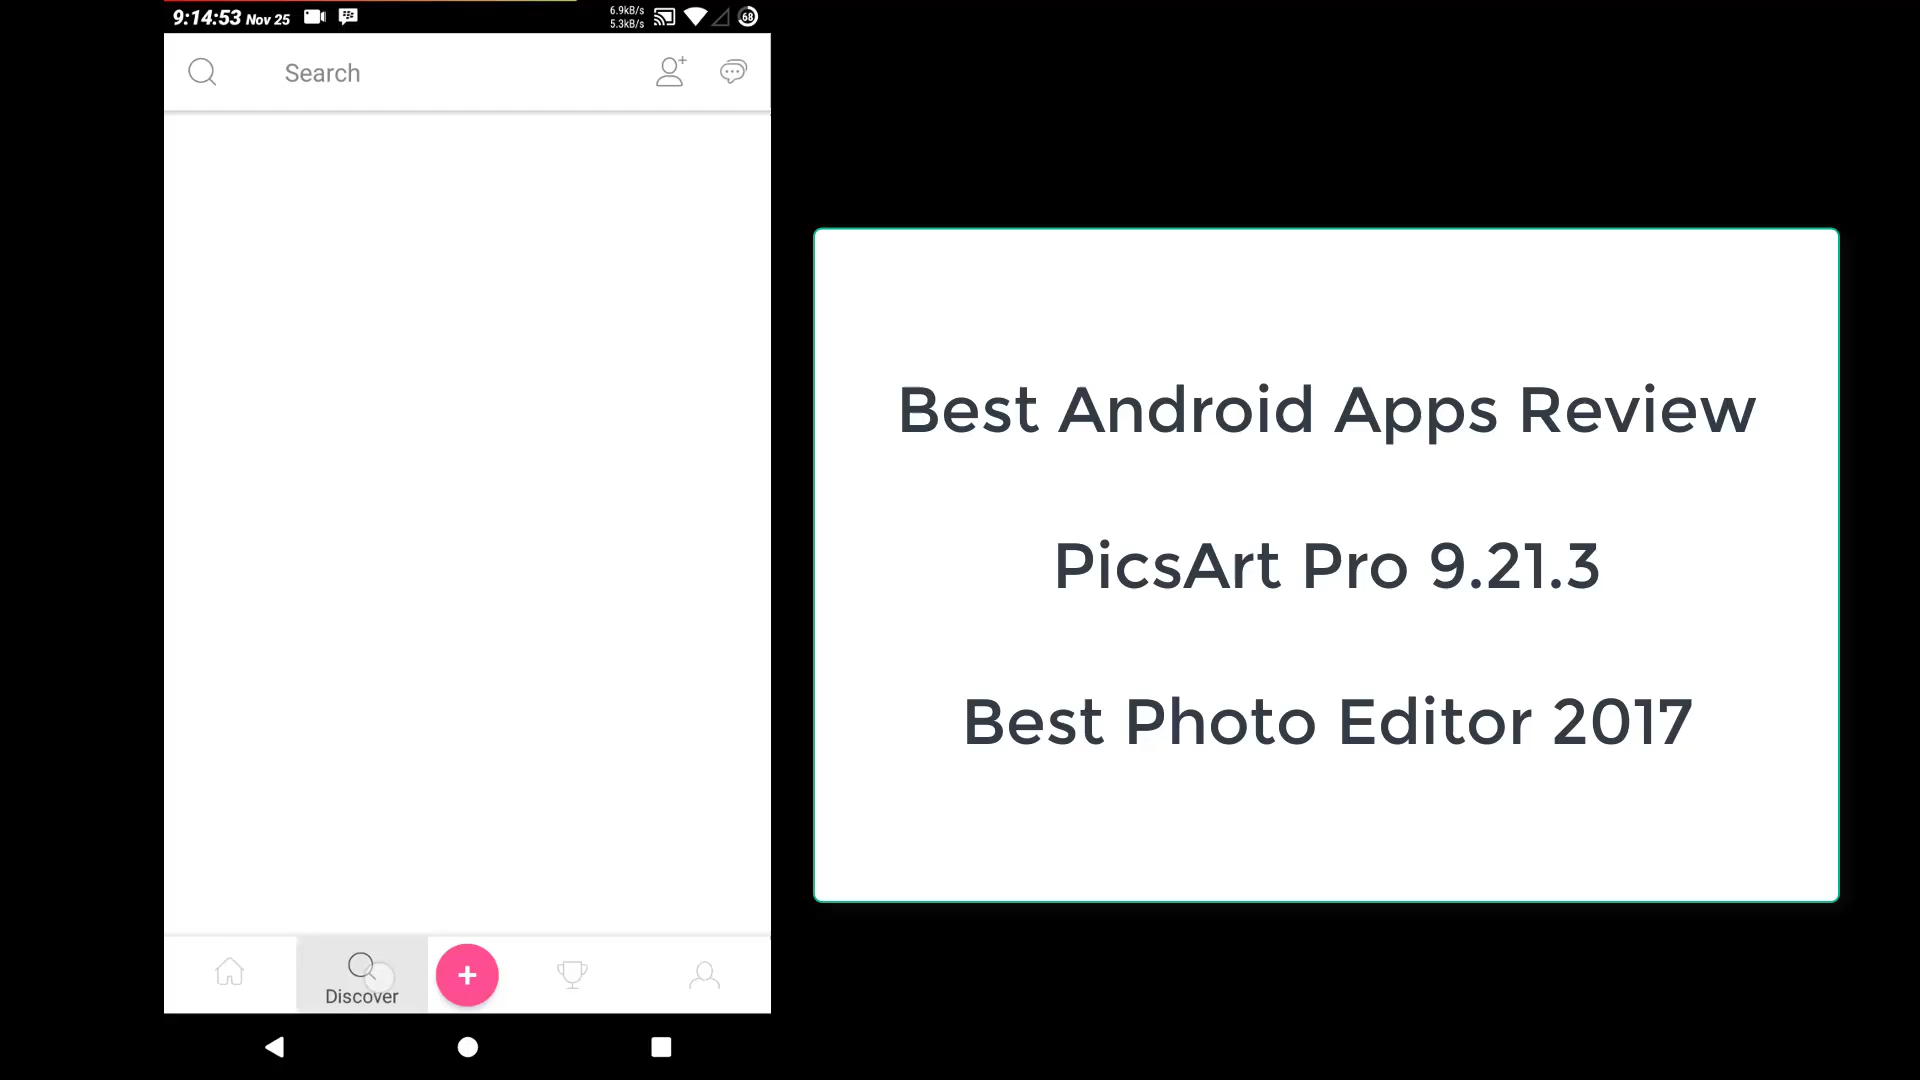 9:14:53 Nov 25
6.9kB/s
5.3kB/s
68
Search
Best Android Apps Review
PicsArt Pro 9.21.3
Best Photo Editor 2017
Discover